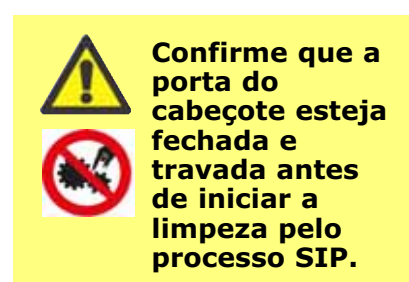 Confirme que a
porta do
cabeçote esteja
fechada e
travada antes
de iniciar a
limpeza pelo
processo SIP.